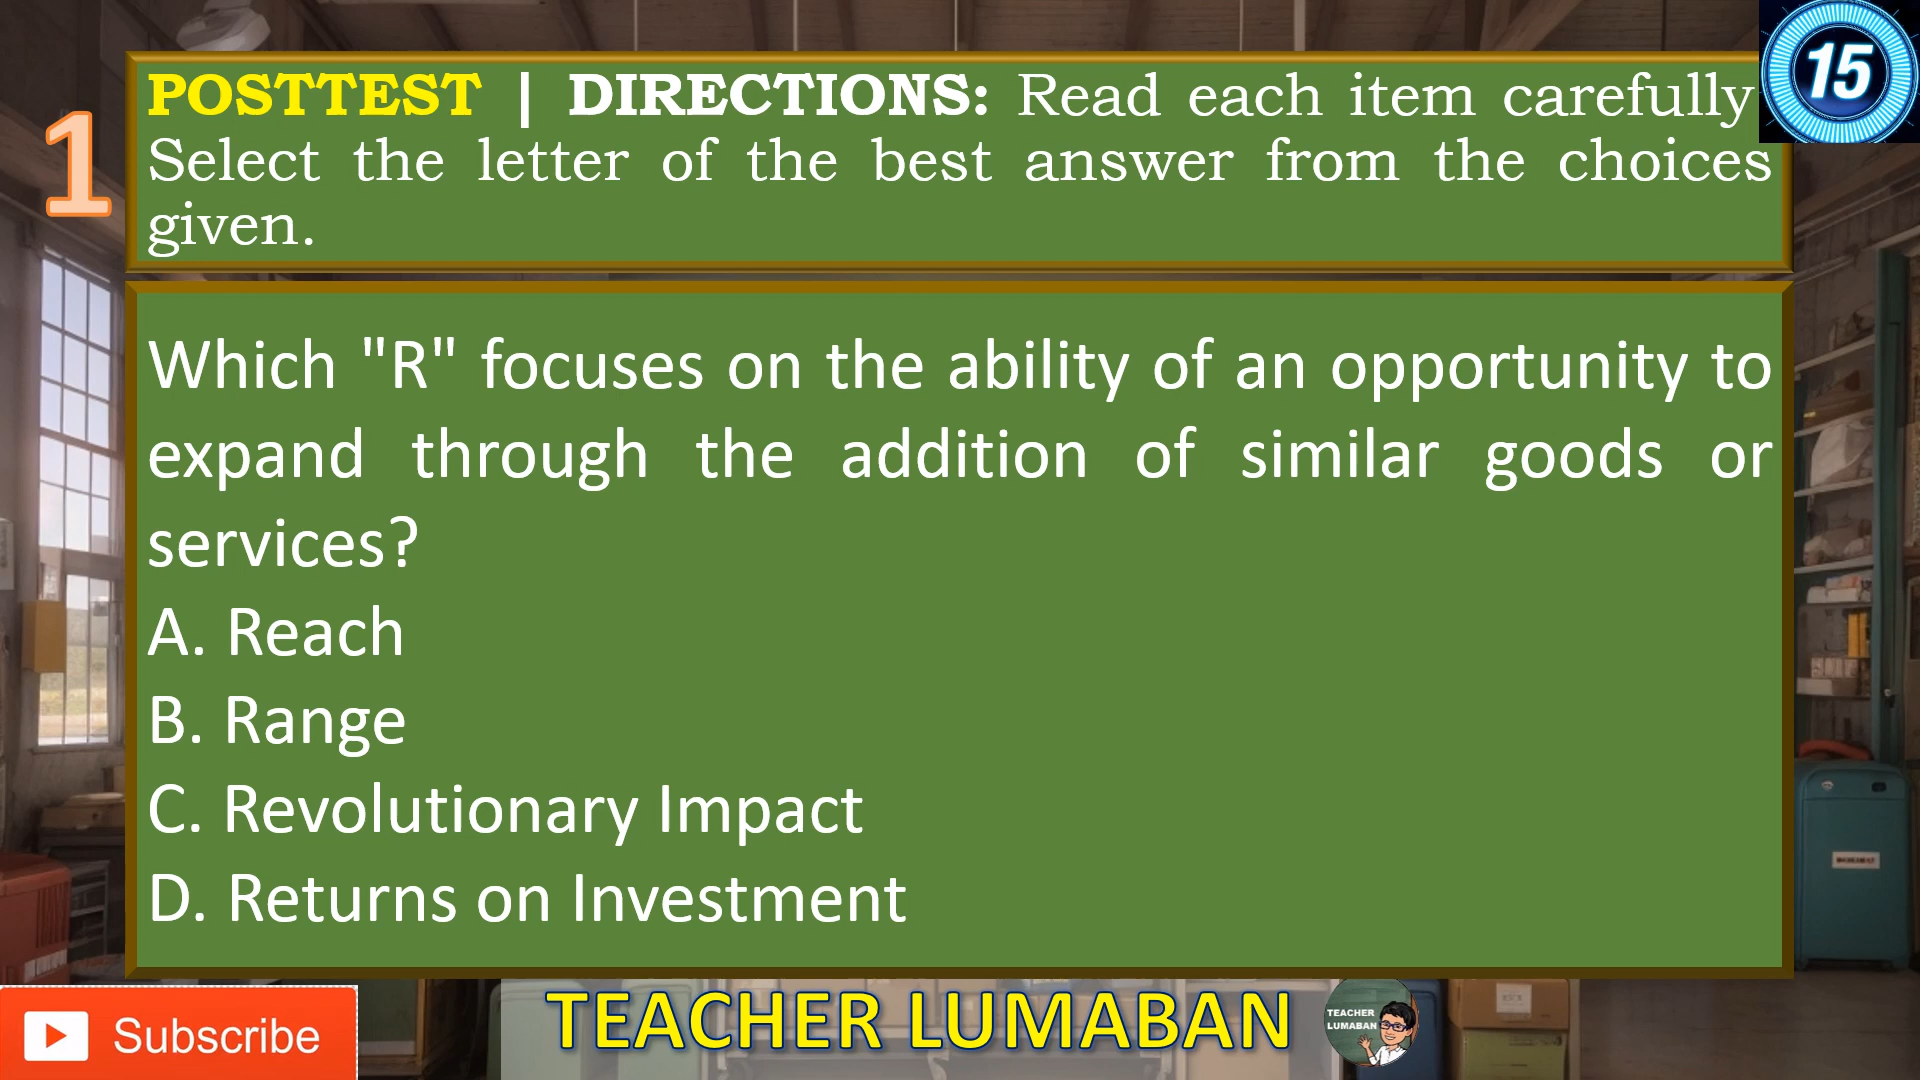 15
1
POSTTEST | DIRECTIONS: Read each item carefully
Select the letter of the best answer from the choices
given.
Which "R" focuses on the ability of an opportunity to
expand through the addition of similar goods or
services?
A. Reach
B. Range
C. Revolutionary Impact
D. Returns on Investment
Subscribe
TEACHER LUMABAN
TEACHER
LUMABAN